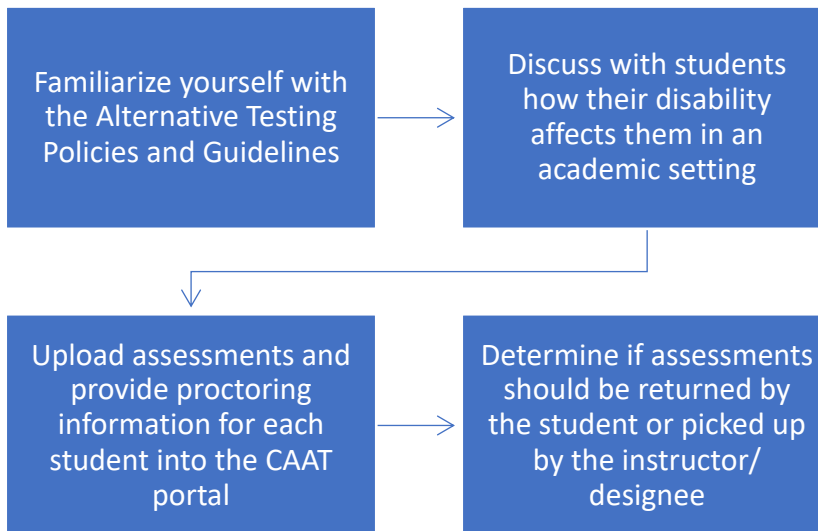 Familiarize yourself with
the Alternative Testing
Policies and Guidelines
Discuss with students
how their disability
affects them in an
academic setting
Upload assessments and
provide proctoring
information for each
student into the CAAT
portal
Determine if assessments
should be returned by
the student or picked up
by the instructor/
designee